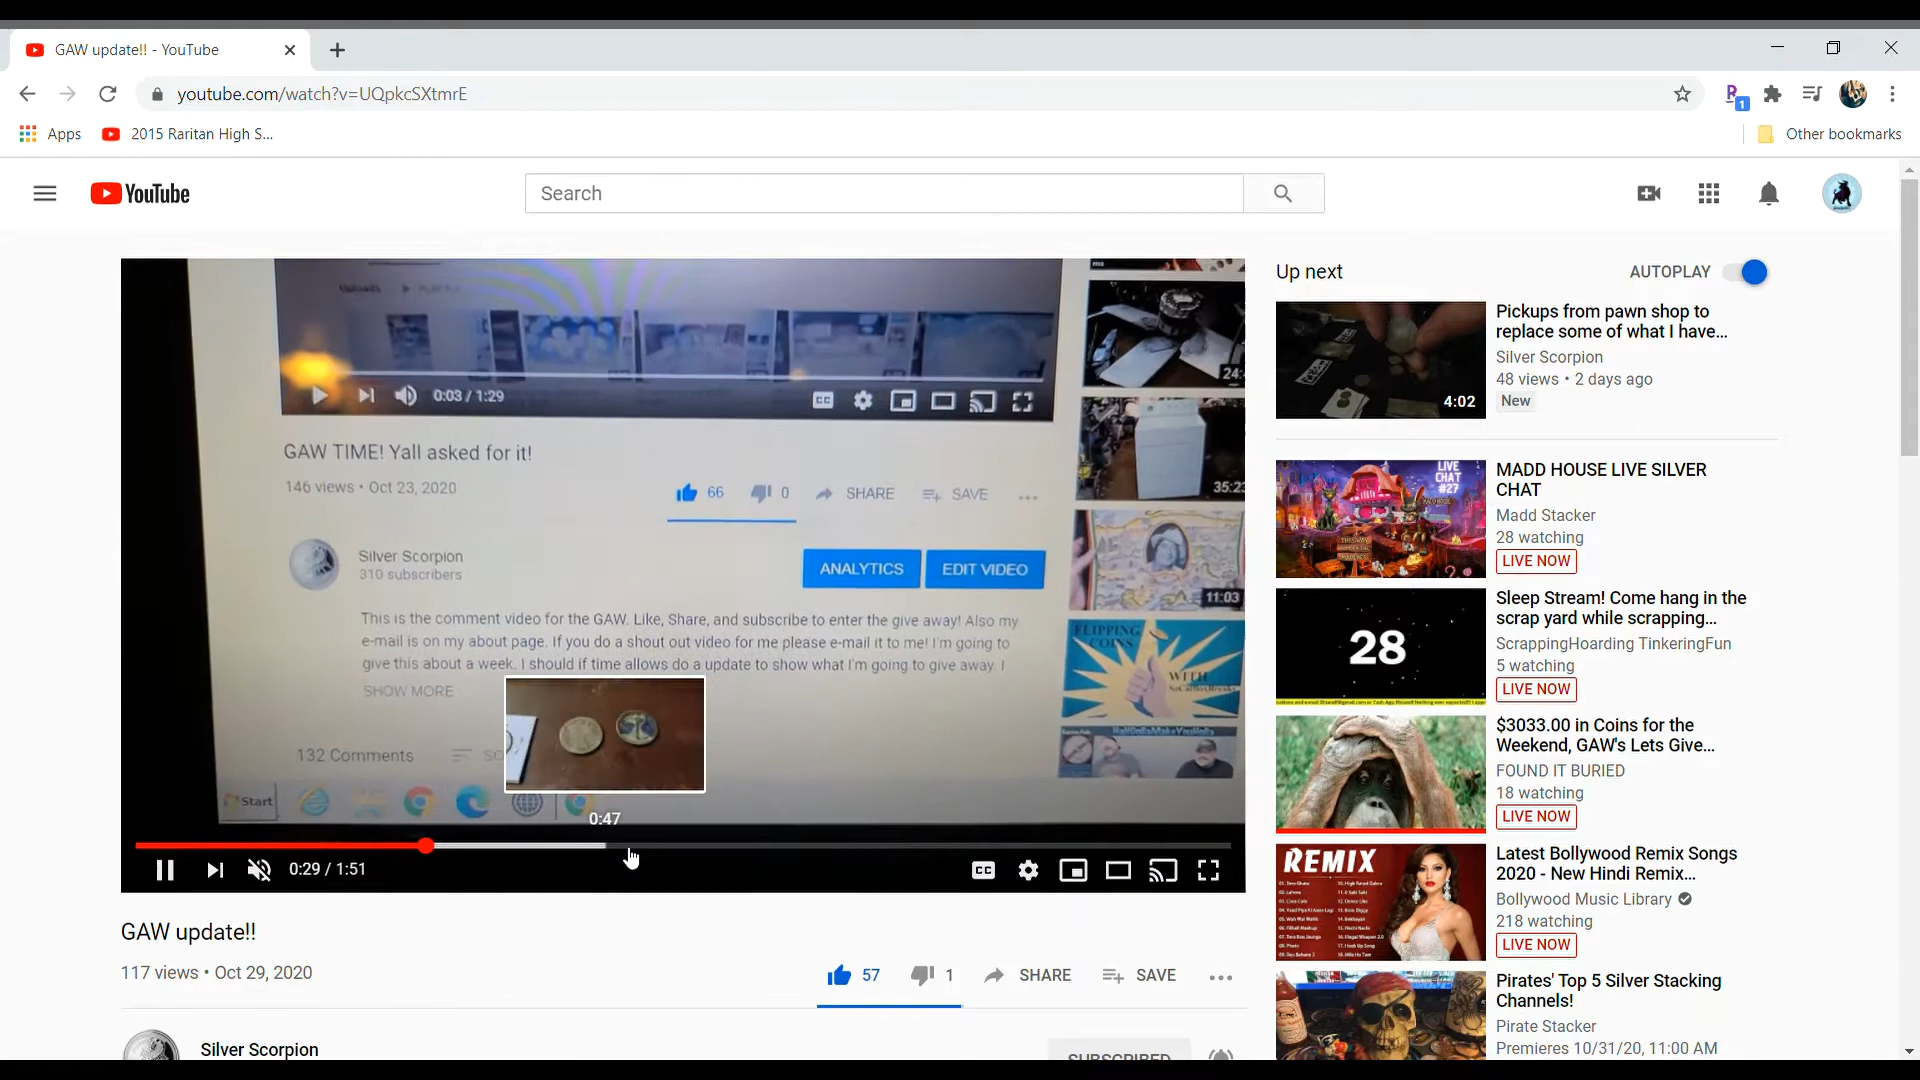 GAW update!! - YouTube
youtube.com/watch?v=UQpkcSXtmrE
1
Apps
2015 Raritan High S...
Other bookmarks
YouTube
Search
0:03 / 1:29
CC
GAW TIME! Yall asked for it!
146 views • Oct 23, 2020
66
0
SHARE
SAVE
Silver Scorpion
310 subscribers
ANALYTICS
EDIT VIDEO
This is the comment video for the GAW. Like, Share, and subscribe to enter the give away! Also my
e-mail is on my about page. If you do a shout out video for me please e-mail it to me! I'm going to
give this about a week. I should if time allows do a update to show what I'm going to give away. I
SHOW MORE
132 Comments
Start
24:
35:23
11:03
FLIPPING
COINS
WITH
0:47
0:29 / 1:51
CC
GAW update!!
117 views • Oct 29, 2020
57
1
SHARE
SAVE
Silver Scorpion
SUBSCRIBED
Up next
AUTOPLAY
4:02
Pickups from pawn shop to
replace some of what I have...
Silver Scorpion
48 views • 2 days ago
New
LIVE
CHAT
#27
MADD HOUSE LIVE SILVER
CHAT
Madd Stacker
28 watching
LIVE NOW
28
Sleep Stream! Come hang in the
scrap yard while scrapping...
ScrappingHoarding TinkeringFun
5 watching
LIVE NOW
$3033.00 in Coins for the
Weekend, GAW's Lets Give...
FOUND IT BURIED
18 watching
LIVE NOW
REMIX
Latest Bollywood Remix Songs
2020 - New Hindi Remix...
Bollywood Music Library
218 watching
LIVE NOW
Pirates' Top 5 Silver Stacking
Channels!
Pirate Stacker
Premieres 10/31/20, 11:00 AM